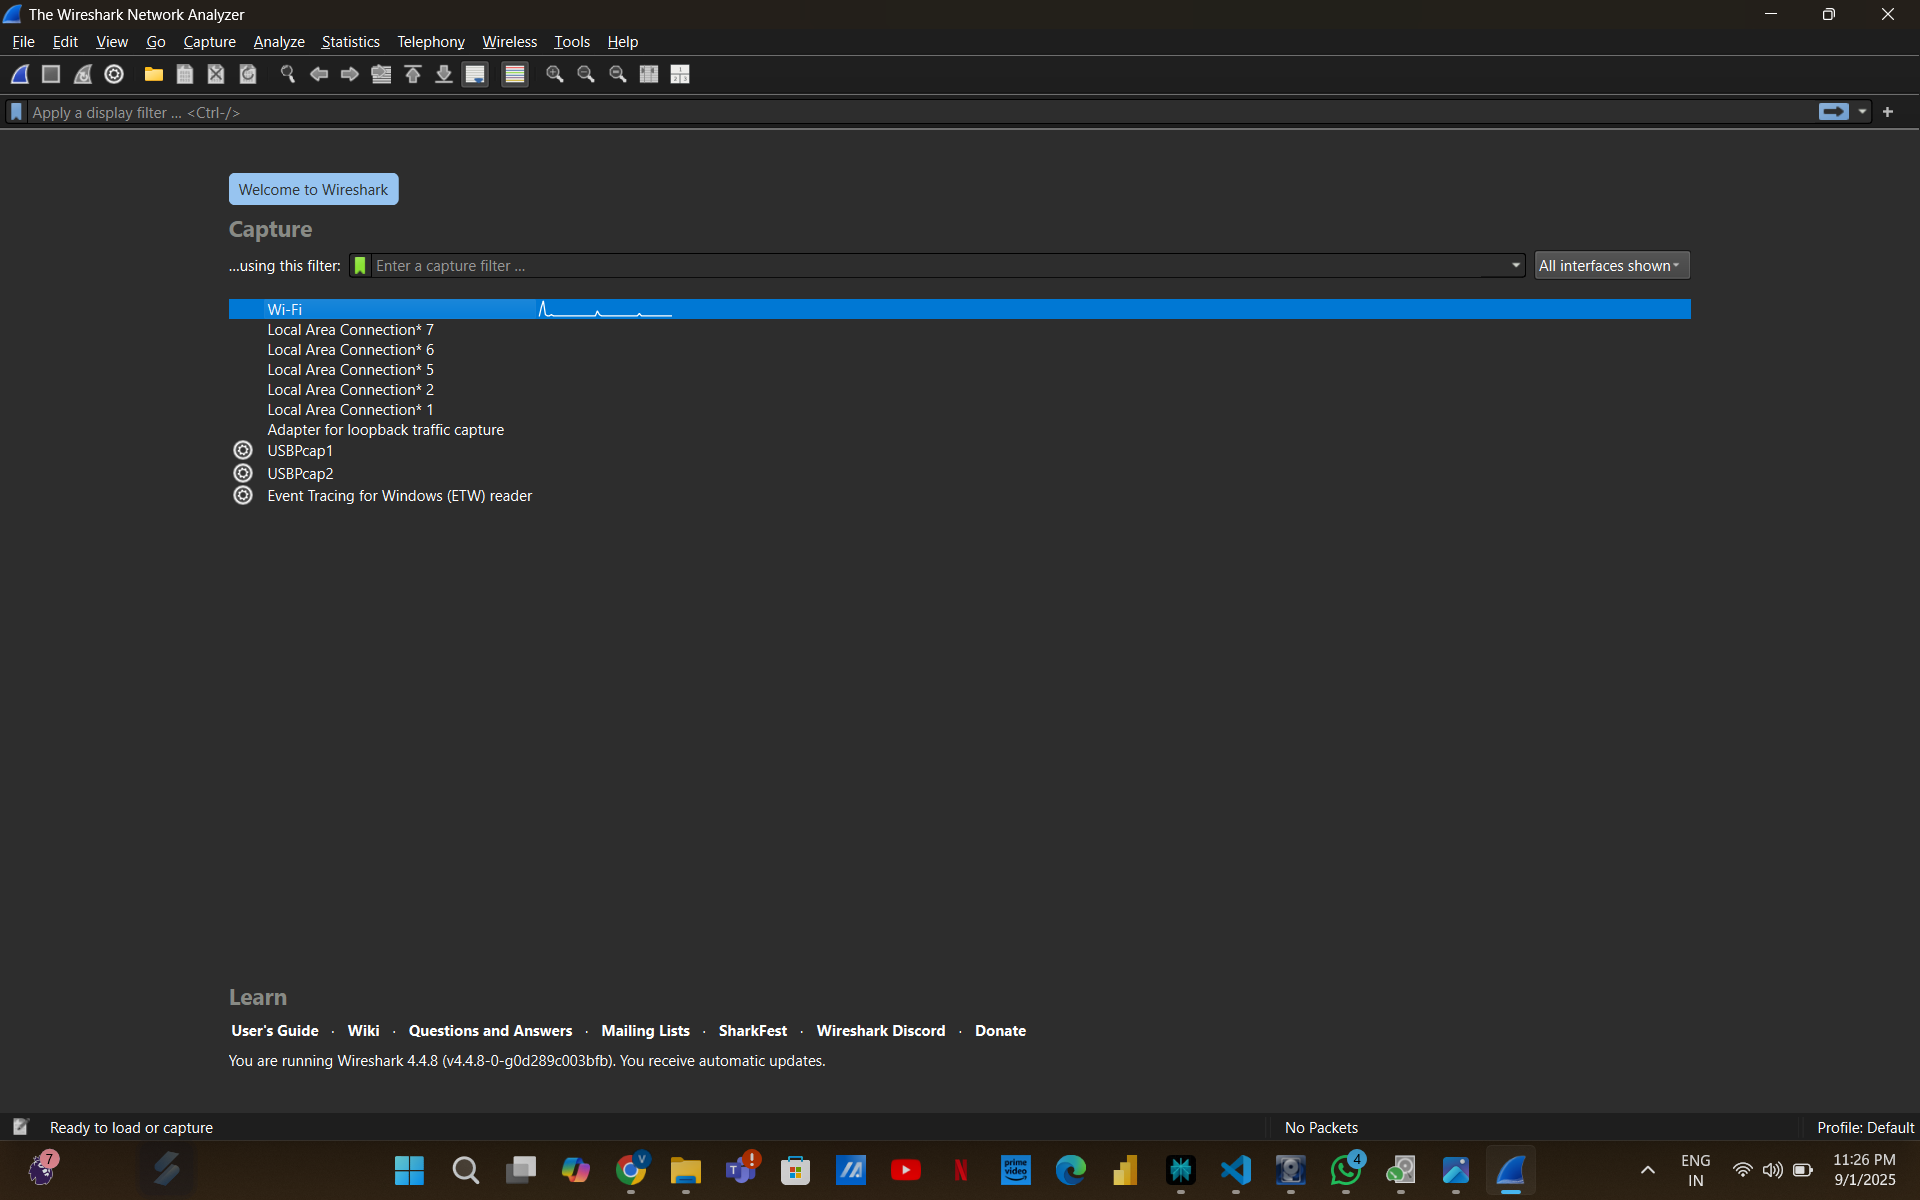 The Wireshark Network Analyzer
File Edit View Go Capture Analyze Statistics Telephony Wireless Tools Help
Apply a display filter ... <Ctrl-/>
Welcome to Wireshark
Capture
...using this filter: Enter a capture filter ... All interfaces shown
Wi-Fi
Local Area Connection* 7
Local Area Connection* 6
Local Area Connection* 5
Local Area Connection* 2
Local Area Connection* 1
Adapter for loopback traffic capture
USBPcap1
USBPcap2
Event Tracing for Windows (ETW) reader
Learn
User's Guide · Wiki · Questions and Answers · Mailing Lists · SharkFest · Wireshark Discord · Donate
You are running Wireshark 4.4.8 (v4.4.8-0-g0d289c003bfb). You receive automatic updates.
Ready to load or capture No Packets Profile: Default
7 V T ! N prime video 4 ENG 11:26 PM
IN 9/1/2025